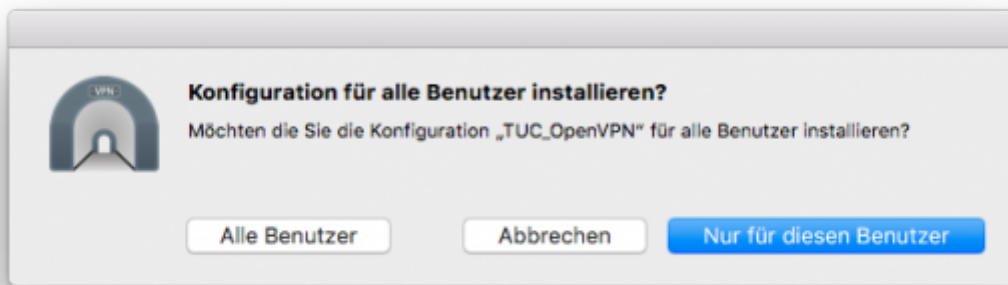 VPN
Konfiguration für alle Benutzer installieren?
Möchten die Sie die Konfiguration „TUC_OpenVPN“ für alle Benutzer installieren?
Alle Benutzer Abbrechen Nur für diesen Benutzer